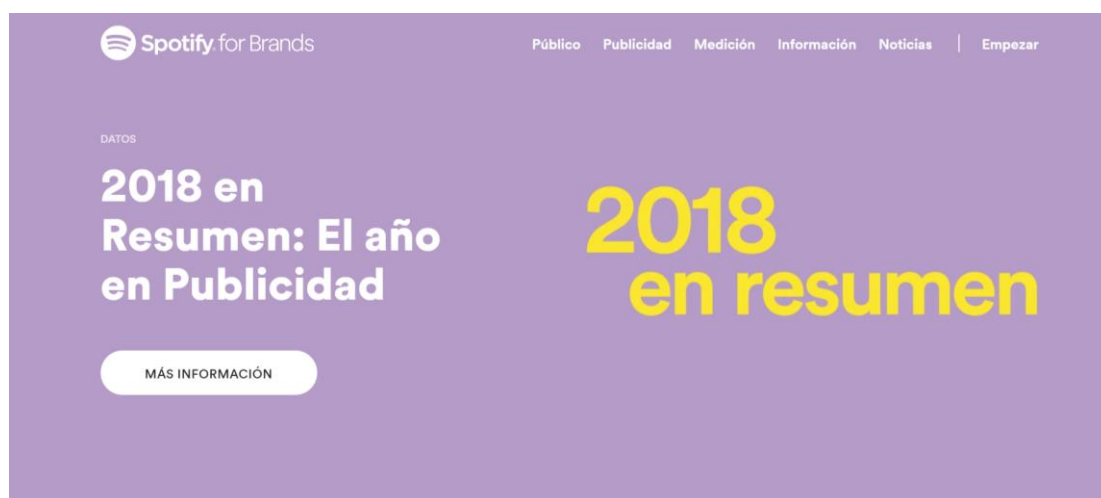 Spotify for Brands
Público Publicidad Medición Información Noticias Empezar
DATOS
2018 en
Resumen: El año
en Publicidad
2018
en resumen
MÁS INFORMACIÓN